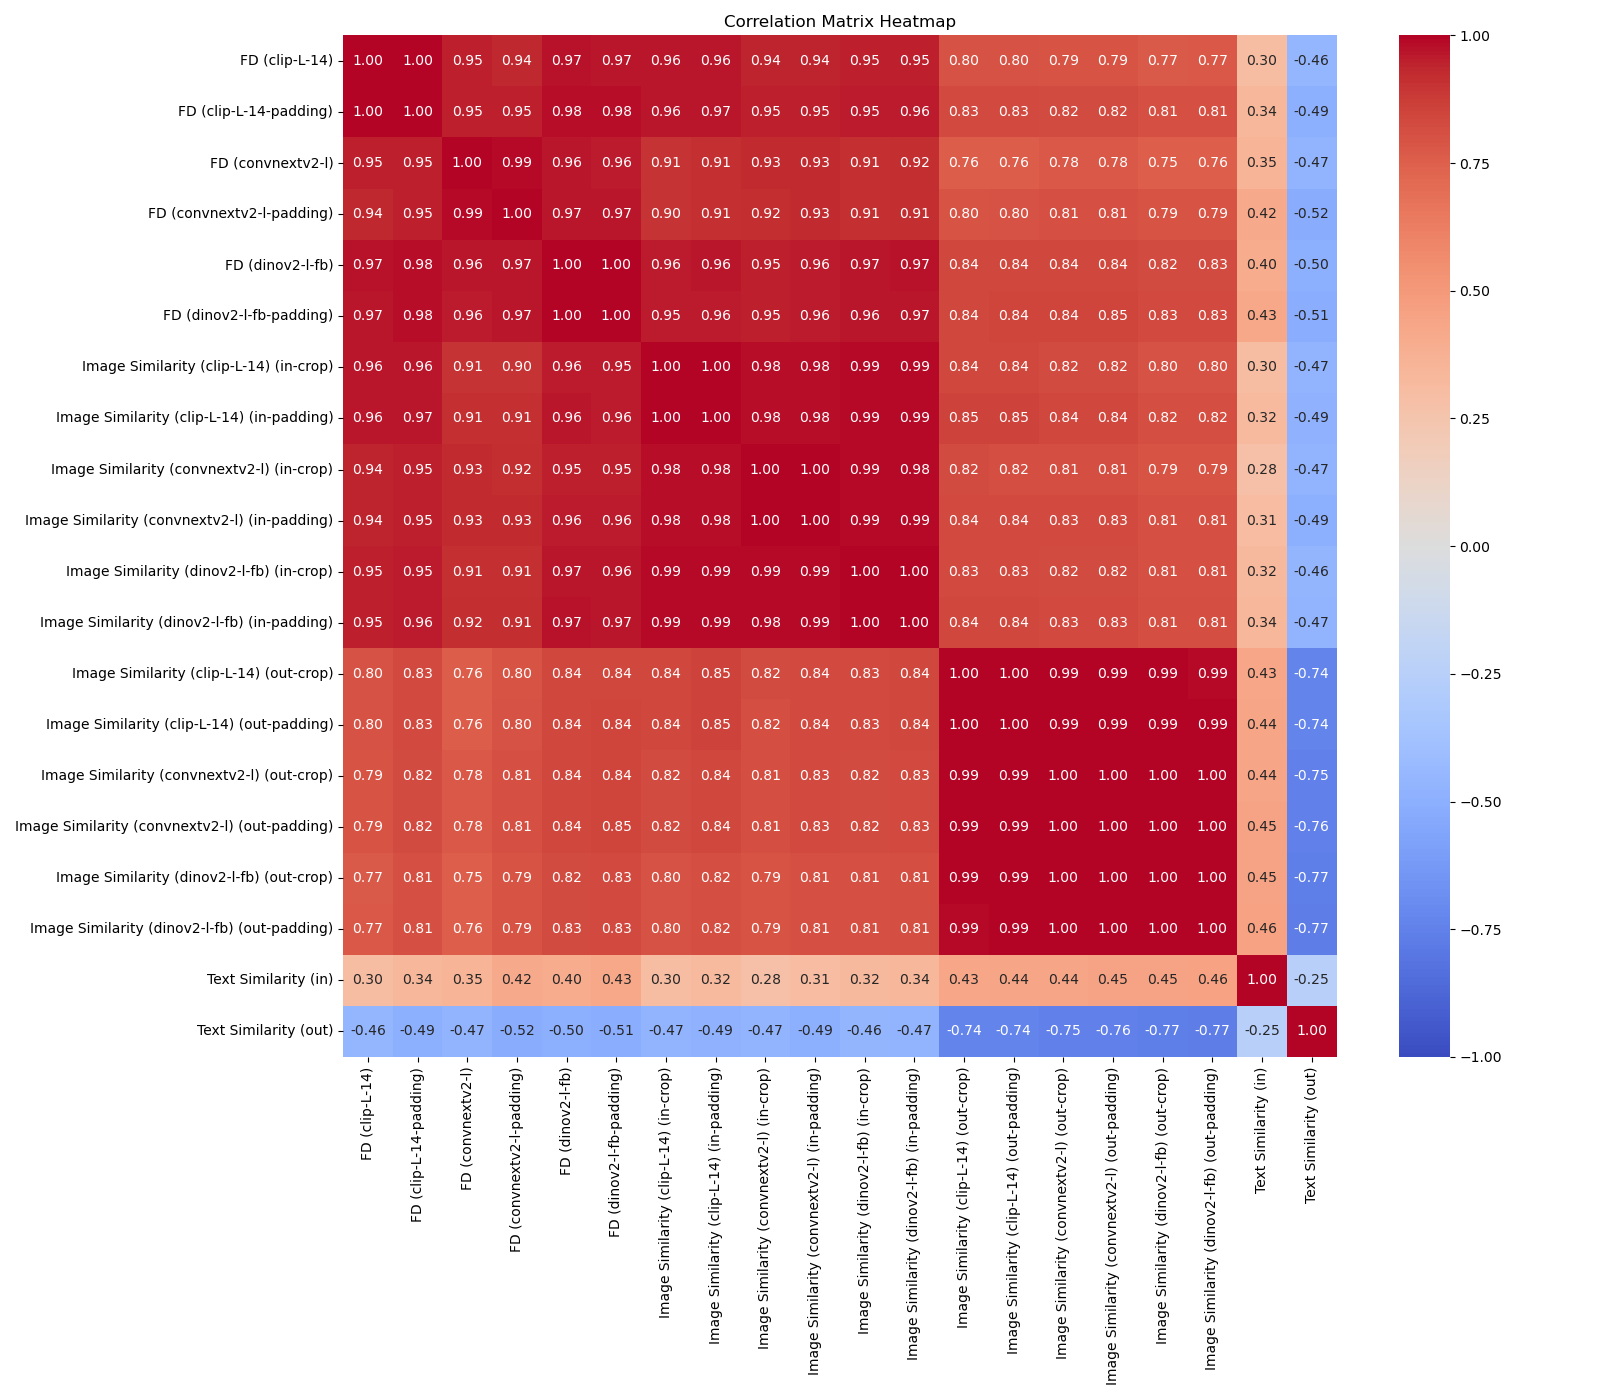 Correlation Matrix Heatmap
FD (clip-L-14) 1.00 1.00 0.95 0.94 0.97 0.97 0.96 0.96 0.94 0.94 0.95 0.95 0.80 0.80 0.79 0.79 0.77 0.77 0.30 -0.46
FD (clip-L-14-padding) 1.00 1.00 0.95 0.95 0.98 0.98 0.96 0.97 0.95 0.95 0.95 0.96 0.83 0.83 0.82 0.82 0.81 0.81 0.34 -0.49
FD (convnextv2-l) 0.95 0.95 1.00 0.99 0.96 0.96 0.91 0.91 0.93 0.93 0.91 0.92 0.76 0.76 0.78 0.78 0.75 0.76 0.35 -0.47
FD (convnextv2-l-padding) 0.94 0.95 0.99 1.00 0.97 0.97 0.90 0.91 0.92 0.93 0.91 0.91 0.80 0.80 0.81 0.81 0.79 0.79 0.42 -0.52
FD (dinov2-l-fb) 0.97 0.98 0.96 0.97 1.00 1.00 0.96 0.96 0.95 0.96 0.97 0.97 0.84 0.84 0.84 0.84 0.82 0.83 0.40 -0.50
FD (dinov2-l-fb-padding) 0.97 0.98 0.96 0.97 1.00 1.00 0.95 0.96 0.95 0.96 0.96 0.97 0.84 0.84 0.84 0.85 0.83 0.83 0.43 -0.51
Image Similarity (clip-L-14) (in-crop) 0.96 0.96 0.91 0.90 0.96 0.95 1.00 1.00 0.98 0.98 0.99 0.99 0.84 0.84 0.82 0.82 0.80 0.80 0.30 -0.47
Image Similarity (clip-L-14) (in-padding) 0.96 0.97 0.91 0.91 0.96 0.96 1.00 1.00 0.98 0.98 0.99 0.99 0.85 0.85 0.84 0.84 0.82 0.82 0.32 -0.49
Image Similarity (convnextv2-l) (in-crop) 0.94 0.95 0.93 0.92 0.95 0.95 0.98 0.98 1.00 1.00 0.99 0.98 0.82 0.82 0.81 0.81 0.79 0.79 0.28 -0.47
Image Similarity (convnextv2-l) (in-padding) 0.94 0.95 0.93 0.93 0.96 0.96 0.98 0.98 1.00 1.00 0.99 0.99 0.84 0.84 0.83 0.83 0.81 0.81 0.31 -0.49
Image Similarity (dinov2-l-fb) (in-crop) 0.95 0.95 0.91 0.91 0.97 0.96 0.99 0.99 0.99 0.99 1.00 1.00 0.83 0.83 0.82 0.82 0.81 0.81 0.32 -0.46
Image Similarity (dinov2-l-fb) (in-padding) 0.95 0.96 0.92 0.91 0.97 0.97 0.99 0.99 0.98 0.99 1.00 1.00 0.84 0.84 0.83 0.83 0.81 0.81 0.34 -0.47
Image Similarity (clip-L-14) (out-crop) 0.80 0.83 0.76 0.80 0.84 0.84 0.84 0.85 0.82 0.84 0.83 0.84 1.00 1.00 0.99 0.99 0.99 0.99 0.43 -0.74
Image Similarity (clip-L-14) (out-padding) 0.80 0.83 0.76 0.80 0.84 0.84 0.84 0.85 0.82 0.84 0.83 0.84 1.00 1.00 0.99 0.99 0.99 0.99 0.44 -0.74
Image Similarity (convnextv2-l) (out-crop) 0.79 0.82 0.78 0.81 0.84 0.84 0.82 0.84 0.81 0.83 0.82 0.83 0.99 0.99 1.00 1.00 1.00 1.00 0.44 -0.75
Image Similarity (convnextv2-l) (out-padding) 0.79 0.82 0.78 0.81 0.84 0.85 0.82 0.84 0.81 0.83 0.82 0.83 0.99 0.99 1.00 1.00 1.00 1.00 0.45 -0.76
Image Similarity (dinov2-l-fb) (out-crop) 0.77 0.81 0.75 0.79 0.82 0.83 0.80 0.82 0.79 0.81 0.81 0.81 0.99 0.99 1.00 1.00 1.00 1.00 0.45 -0.77
Image Similarity (dinov2-l-fb) (out-padding) 0.77 0.81 0.76 0.79 0.83 0.83 0.80 0.82 0.79 0.81 0.81 0.81 0.99 0.99 1.00 1.00 1.00 1.00 0.46 -0.77
Text Similarity (in) 0.30 0.34 0.35 0.42 0.40 0.43 0.30 0.32 0.28 0.31 0.32 0.34 0.43 0.44 0.44 0.45 0.45 0.46 1.00 -0.25
Text Similarity (out) -0.46 -0.49 -0.47 -0.52 -0.50 -0.51 -0.47 -0.49 -0.47 -0.49 -0.46 -0.47 -0.74 -0.74 -0.75 -0.76 -0.77 -0.77 -0.25 1.00
FD (clip-L-14)
FD (clip-L-14-padding)
FD (convnextv2-l)
FD (convnextv2-l-padding)
FD (dinov2-l-fb)
FD (dinov2-l-fb-padding)
Image Similarity (clip-L-14) (in-crop)
Image Similarity (clip-L-14) (in-padding)
Image Similarity (convnextv2-l) (in-crop)
Image Similarity (convnextv2-l) (in-padding)
Image Similarity (dinov2-l-fb) (in-crop)
Image Similarity (dinov2-l-fb) (in-padding)
Image Similarity (clip-L-14) (out-crop)
Image Similarity (clip-L-14) (out-padding)
Image Similarity (convnextv2-l) (out-crop)
Image Similarity (convnextv2-l) (out-padding)
Image Similarity (dinov2-l-fb) (out-crop)
Image Similarity (dinov2-l-fb) (out-padding)
Text Similarity (in)
Text Similarity (out)
1.00
0.75
0.50
0.25
0.00
−0.25
−0.50
−0.75
−1.00